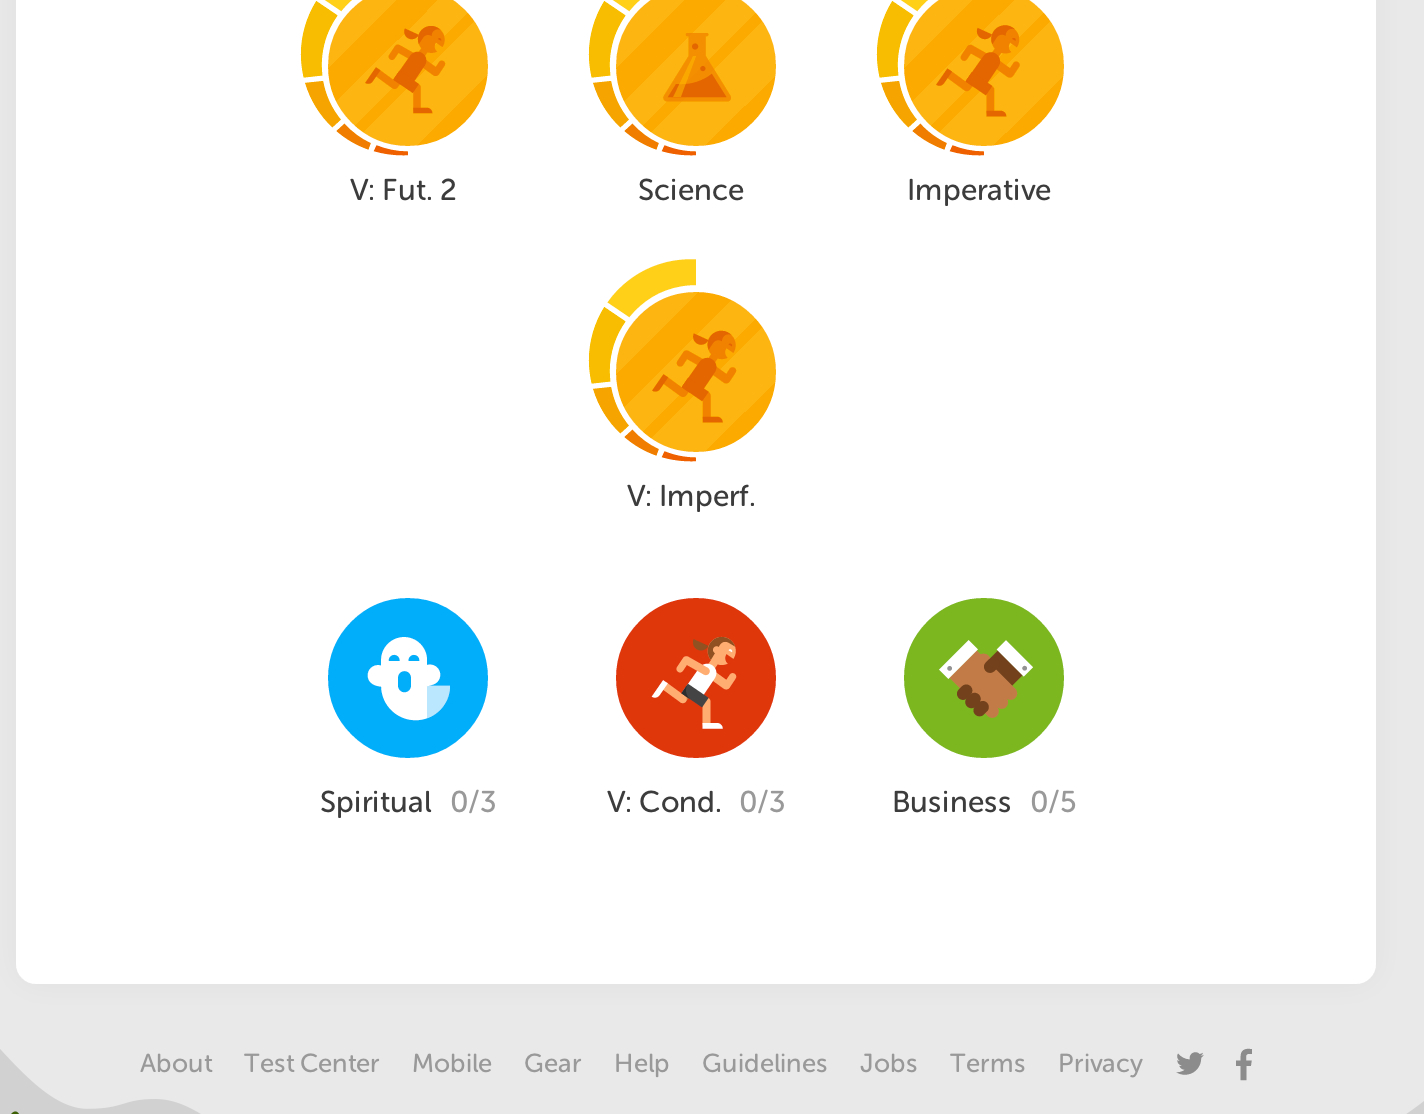 V: Fut. 2 Science Imperative
V: Imperf.
Spiritual 0/3 V: Cond. 0/3 Business 0/5
About Test Center Mobile Gear Help Guidelines Jobs Terms Privacy